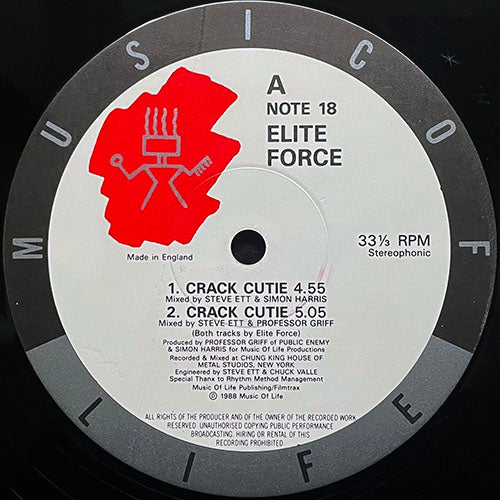 MUSIC OF LIFE
A
NOTE 18
ELITE
FORCE
Made in England
33⅓ RPM
Stereophonic
1. CRACK CUTIE 4.55
Mixed by STEVE ETT & SIMON HARRIS
2. CRACK CUTIE 5.05
Mixed by STEVE ETT & PROFESSOR GRIFF
(Both tracks by Elite Force)
Produced by PROFESSOR GRIFF OF PUBLIC ENEMY
& SIMON HARRIS for Music Of Life Productions
Recorded & Mixed at CHUNG KING HOUSE OF
METAL STUDIOS, NEW YORK
Engineered by STEVE ETT & CHUCK VALLE
Special Thanx to Rhythm Method Management
Music Of Life Publishing/Filmtrax
℗ 1988 Music Of Life
ALL RIGHTS OF THE PRODUCER AND OF THE OWNER OF THE RECORDED WORK
RESERVED. UNAUTHORISED COPYING PUBLIC PERFORMANCE
BROADCASTING, HIRING OR RENTAL OF THIS
RECORDING PROHIBITED